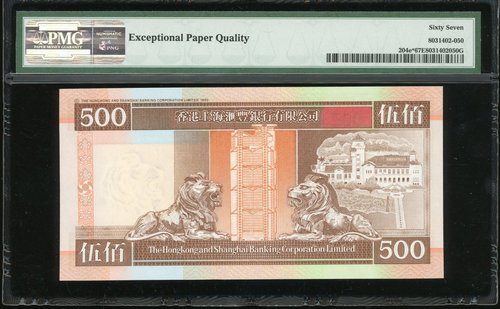 PMG
PAPER MONEY GUARANTY
NUMISMATIC
PNG
Exceptional Paper Quality
Sixty Seven
8031402-050
204e*67E8031402050G
© THE HONGKONG AND SHANGHAI BANKING CORPORATION LIMITED
500
香港上海滙豐銀行有限公司
伍佰
伍佰
The Hongkong and Shanghai Banking Corporation Limited
500